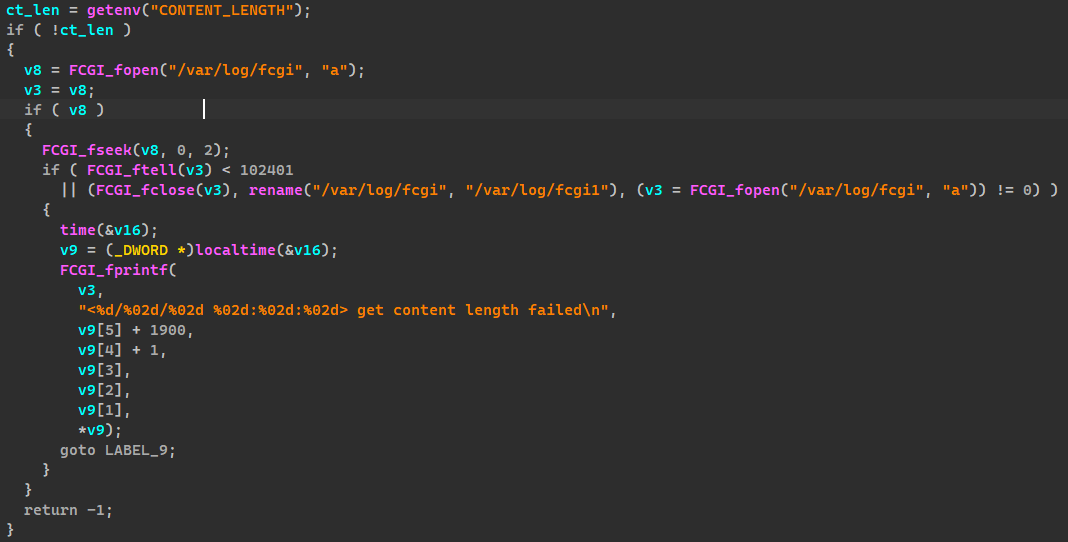 ct_len = getenv("CONTENT_LENGTH");
if ( !ct_len )
{
  v8 = FCGI_fopen("/var/log/fcgi", "a");
  v3 = v8;
  if ( v8 )
  {
    FCGI_fseek(v8, 0, 2);
    if ( FCGI_ftell(v3) < 102401
      || (FCGI_fclose(v3), rename("/var/log/fcgi", "/var/log/fcgi1"), (v3 = FCGI_fopen("/var/log/fcgi", "a")) != 0) )
    {
      time(&v16);
      v9 = (_DWORD *)localtime(&v16);
      FCGI_fprintf(
        v3,
        "<%d/%02d/%02d %02d:%02d:%02d> get content length failed\n",
        v9[5] + 1900,
        v9[4] + 1,
        v9[3],
        v9[2],
        v9[1],
        *v9);
      goto LABEL_9;
    }
  }
  return -1;
}